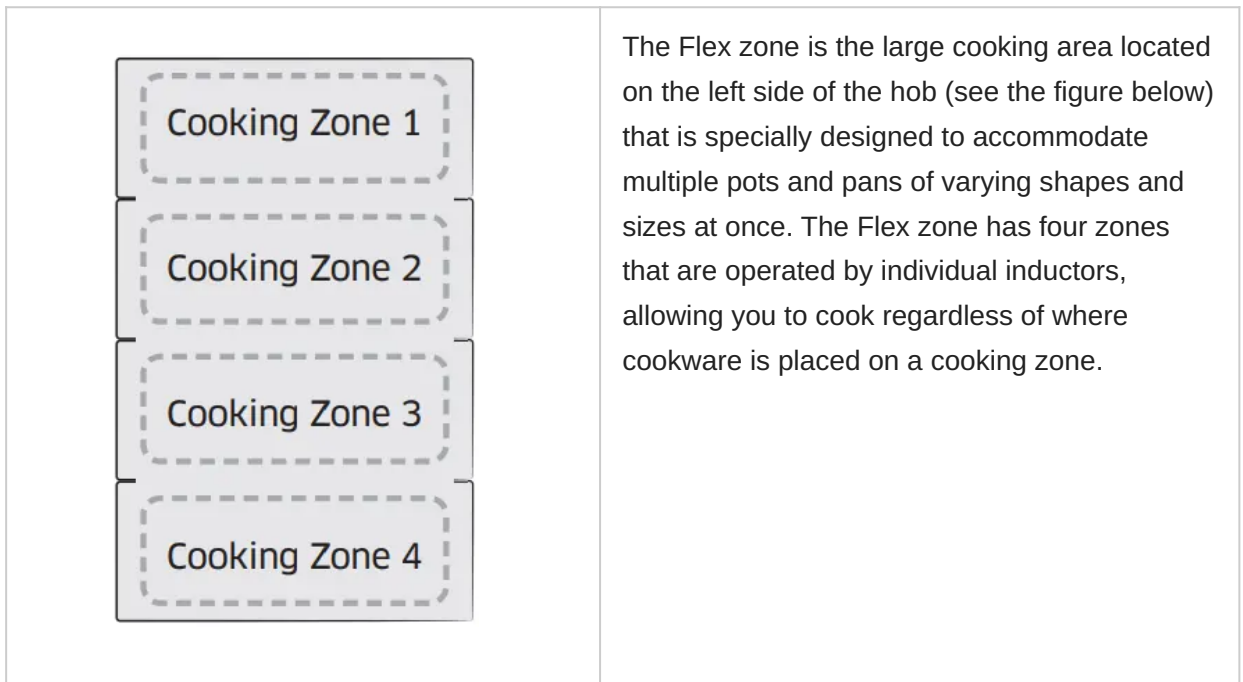 Cooking Zone 1
Cooking Zone 2
Cooking Zone 3
Cooking Zone 4
The Flex zone is the large cooking area located
on the left side of the hob (see the figure below)
that is specially designed to accommodate
multiple pots and pans of varying shapes and
sizes at once. The Flex zone has four zones
that are operated by individual inductors,
allowing you to cook regardless of where
cookware is placed on a cooking zone.